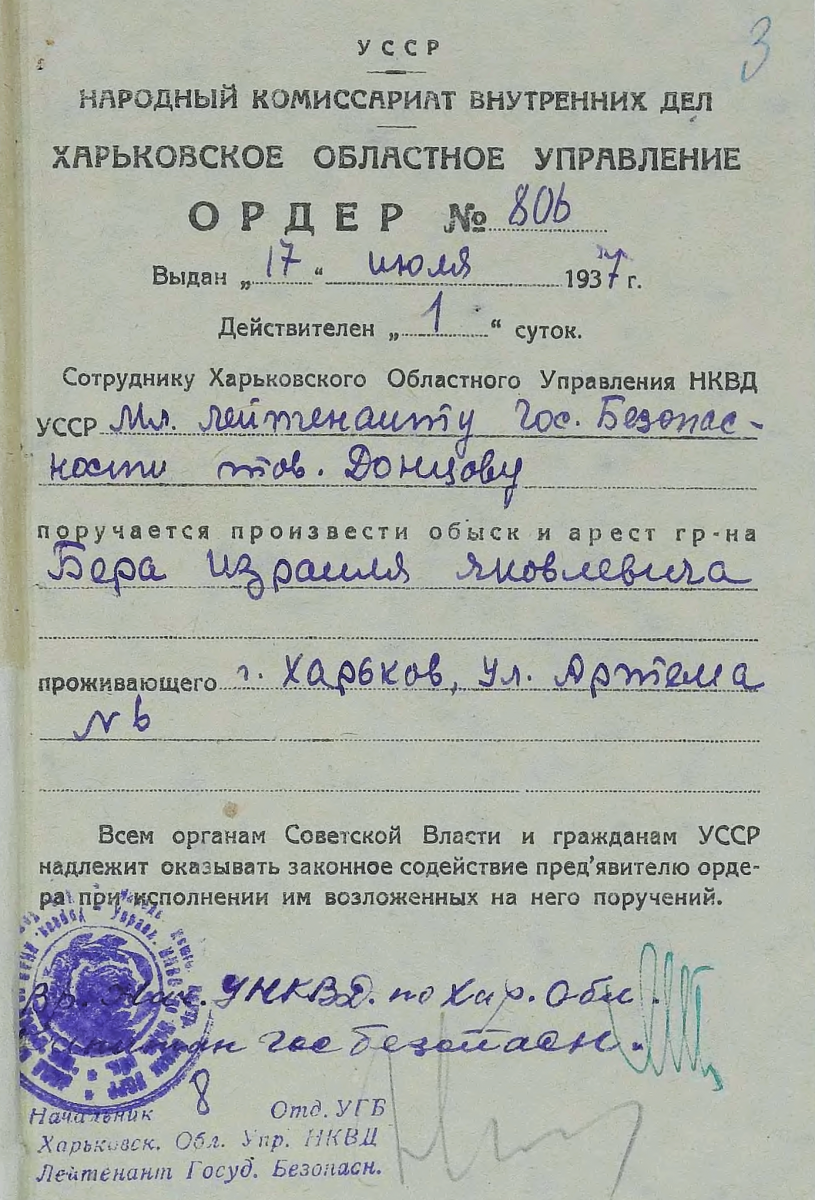 3
УССР
НАРОДНЫЙ КОМИССАРИАТ ВНУТРЕННИХ ДЕЛ
ХАРЬКОВСКОЕ ОБЛАСТНОЕ УПРАВЛЕНИЕ
ОРДЕР № 806
Выдан „17“ июля 1937 г.
Действителен „1“ суток.
Сотруднику Харьковского Областного Управления НКВД
УССР Мл. лейтенанту Гос. Безопас-
ности тов. Донцову
поручается произвести обыск и арест гр-на
Бера Израиля Яковлевича
проживающего г. Харьков, ул. Артема
№ 6
Всем органам Советской Власти и гражданам УССР
надлежит оказывать законное содействие пред’явителю орде-
ра при исполнении им возложенных на него поручений.
Вр. Нач. УНКВД. по Хар. Обл.
Капитан гос безопасн.
Начальник 8 Отд. УГБ
Харьковск. Обл. Упр. НКВД
Лейтенант Госуд. Безопасн.